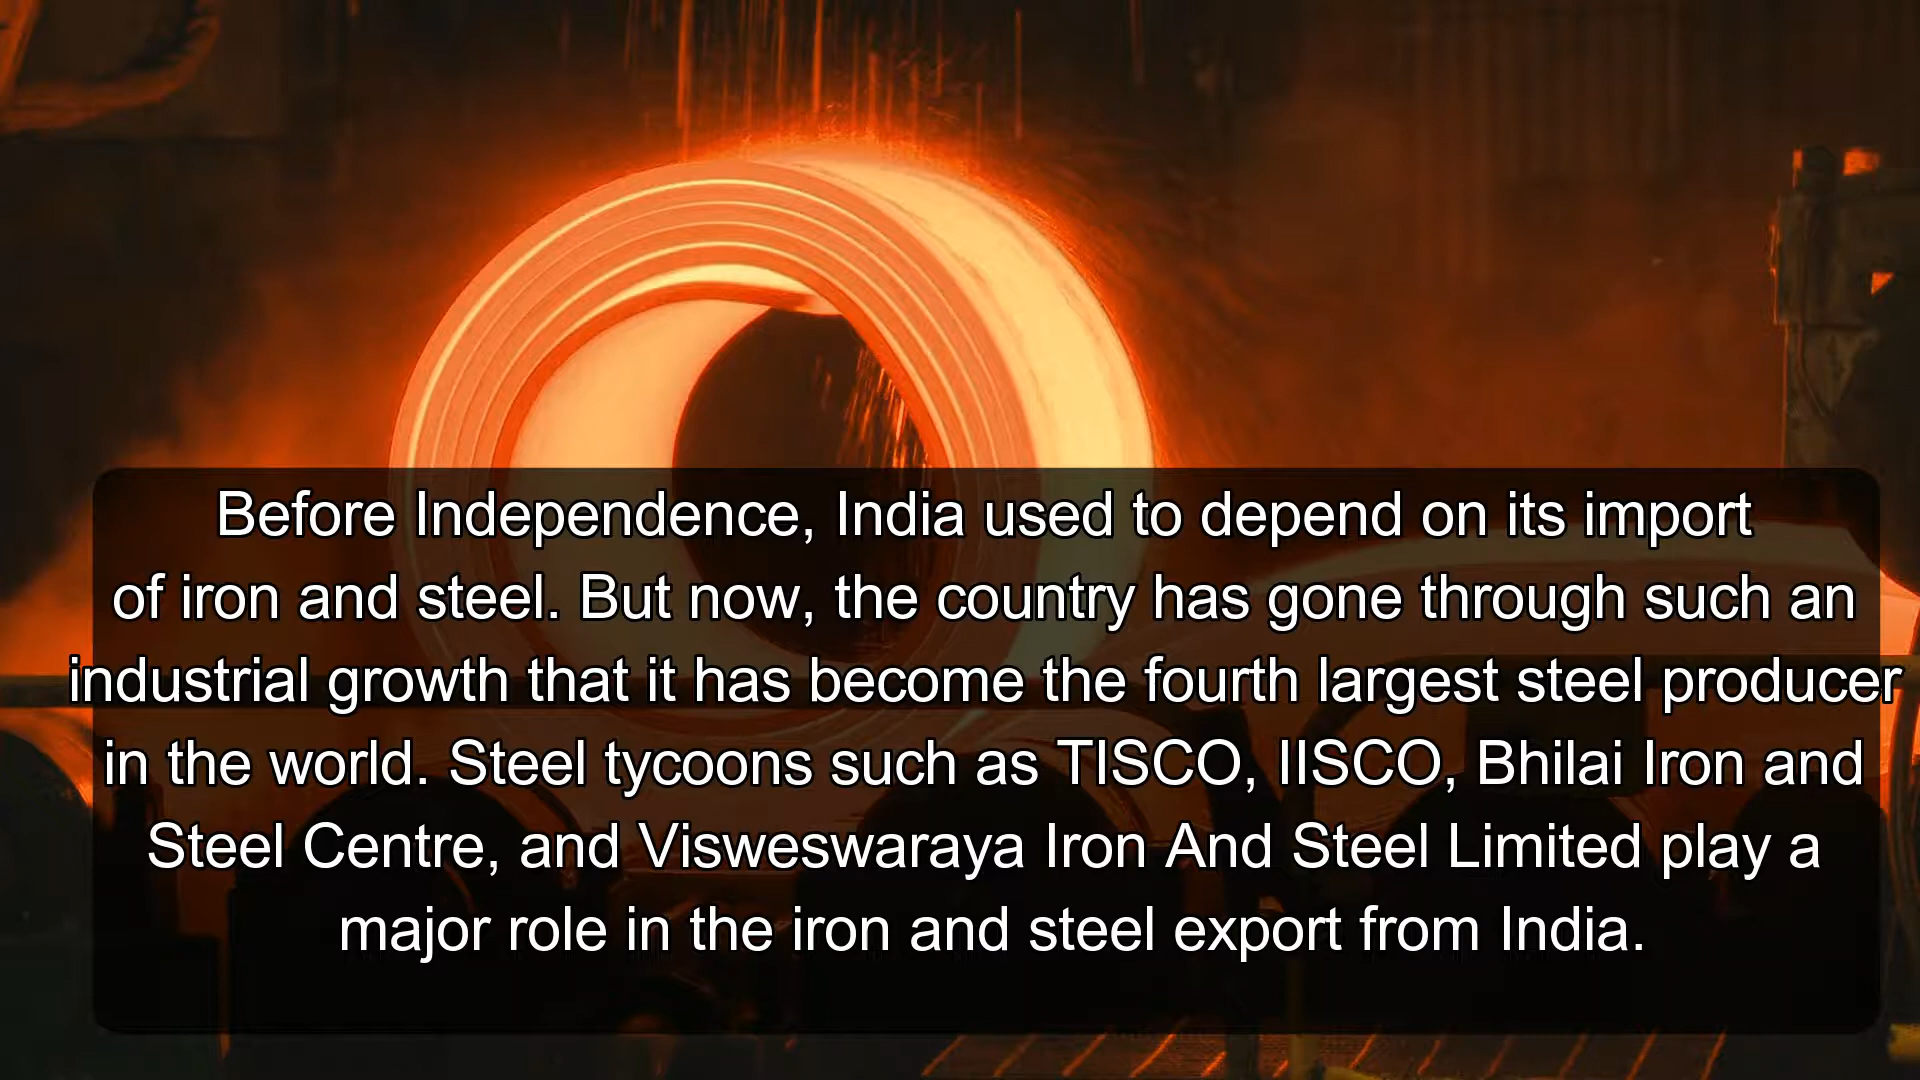 Before Independence, India used to depend on its import
of iron and steel. But now, the country has gone through such an
industrial growth that it has become the fourth largest steel producer
in the world. Steel tycoons such as TISCO, IISCO, Bhilai Iron and
Steel Centre, and Visweswaraya Iron And Steel Limited play a
major role in the iron and steel export from India.